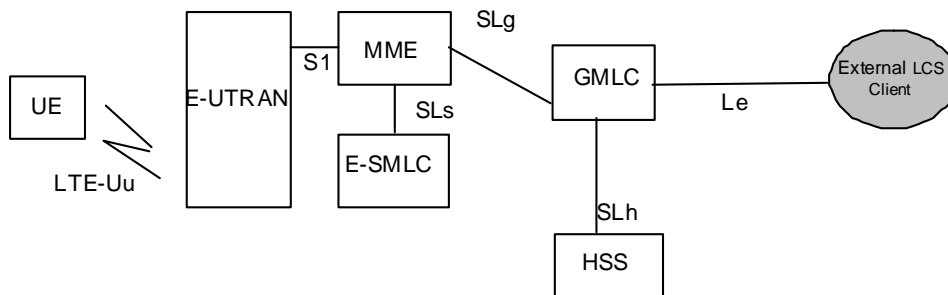 SLg
MME
S1
GMLC
External LCS
Client
E-UTRAN
UE
Le
SLs
E-SMLC
LTE-Uu
SLh
HSS